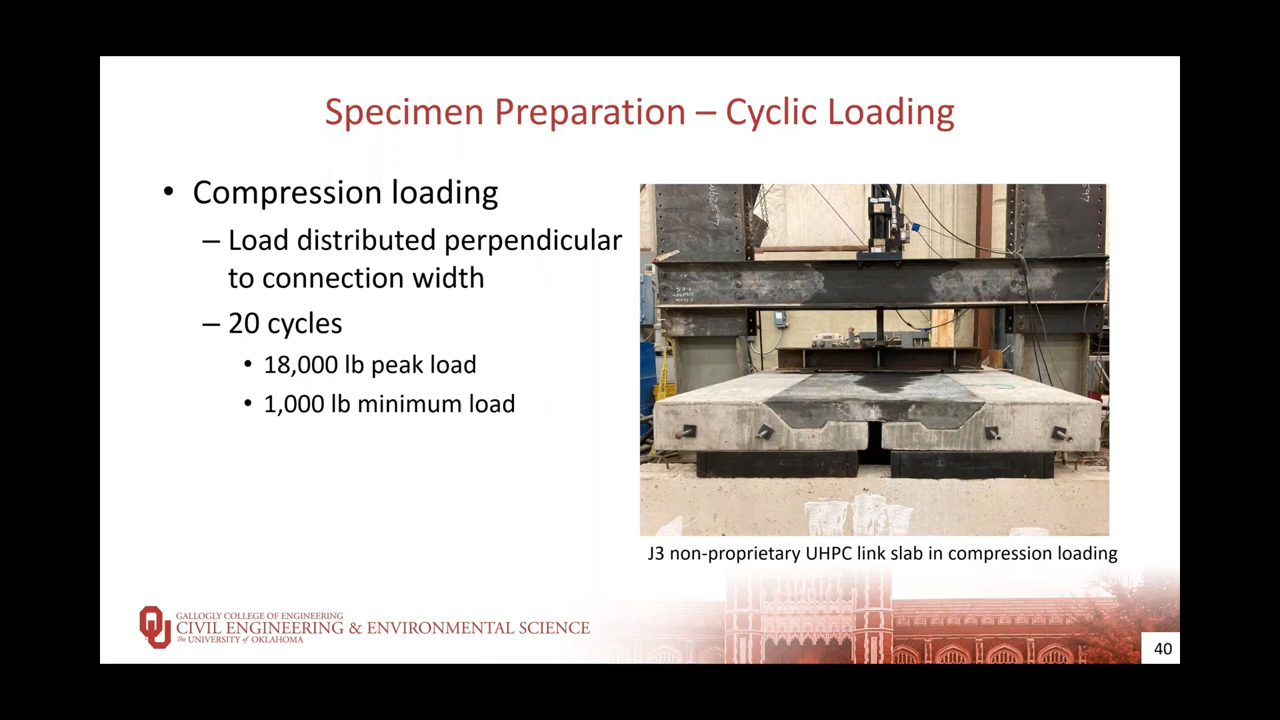 Specimen Preparation – Cyclic Loading
• Compression loading
– Load distributed perpendicular
to connection width
– 20 cycles
• 18,000 lb peak load
• 1,000 lb minimum load
J3 non-proprietary UHPC link slab in compression loading
GALLOGLY COLLEGE OF ENGINEERING
CIVIL ENGINEERING & ENVIRONMENTAL SCIENCE
The UNIVERSITY of OKLAHOMA
40